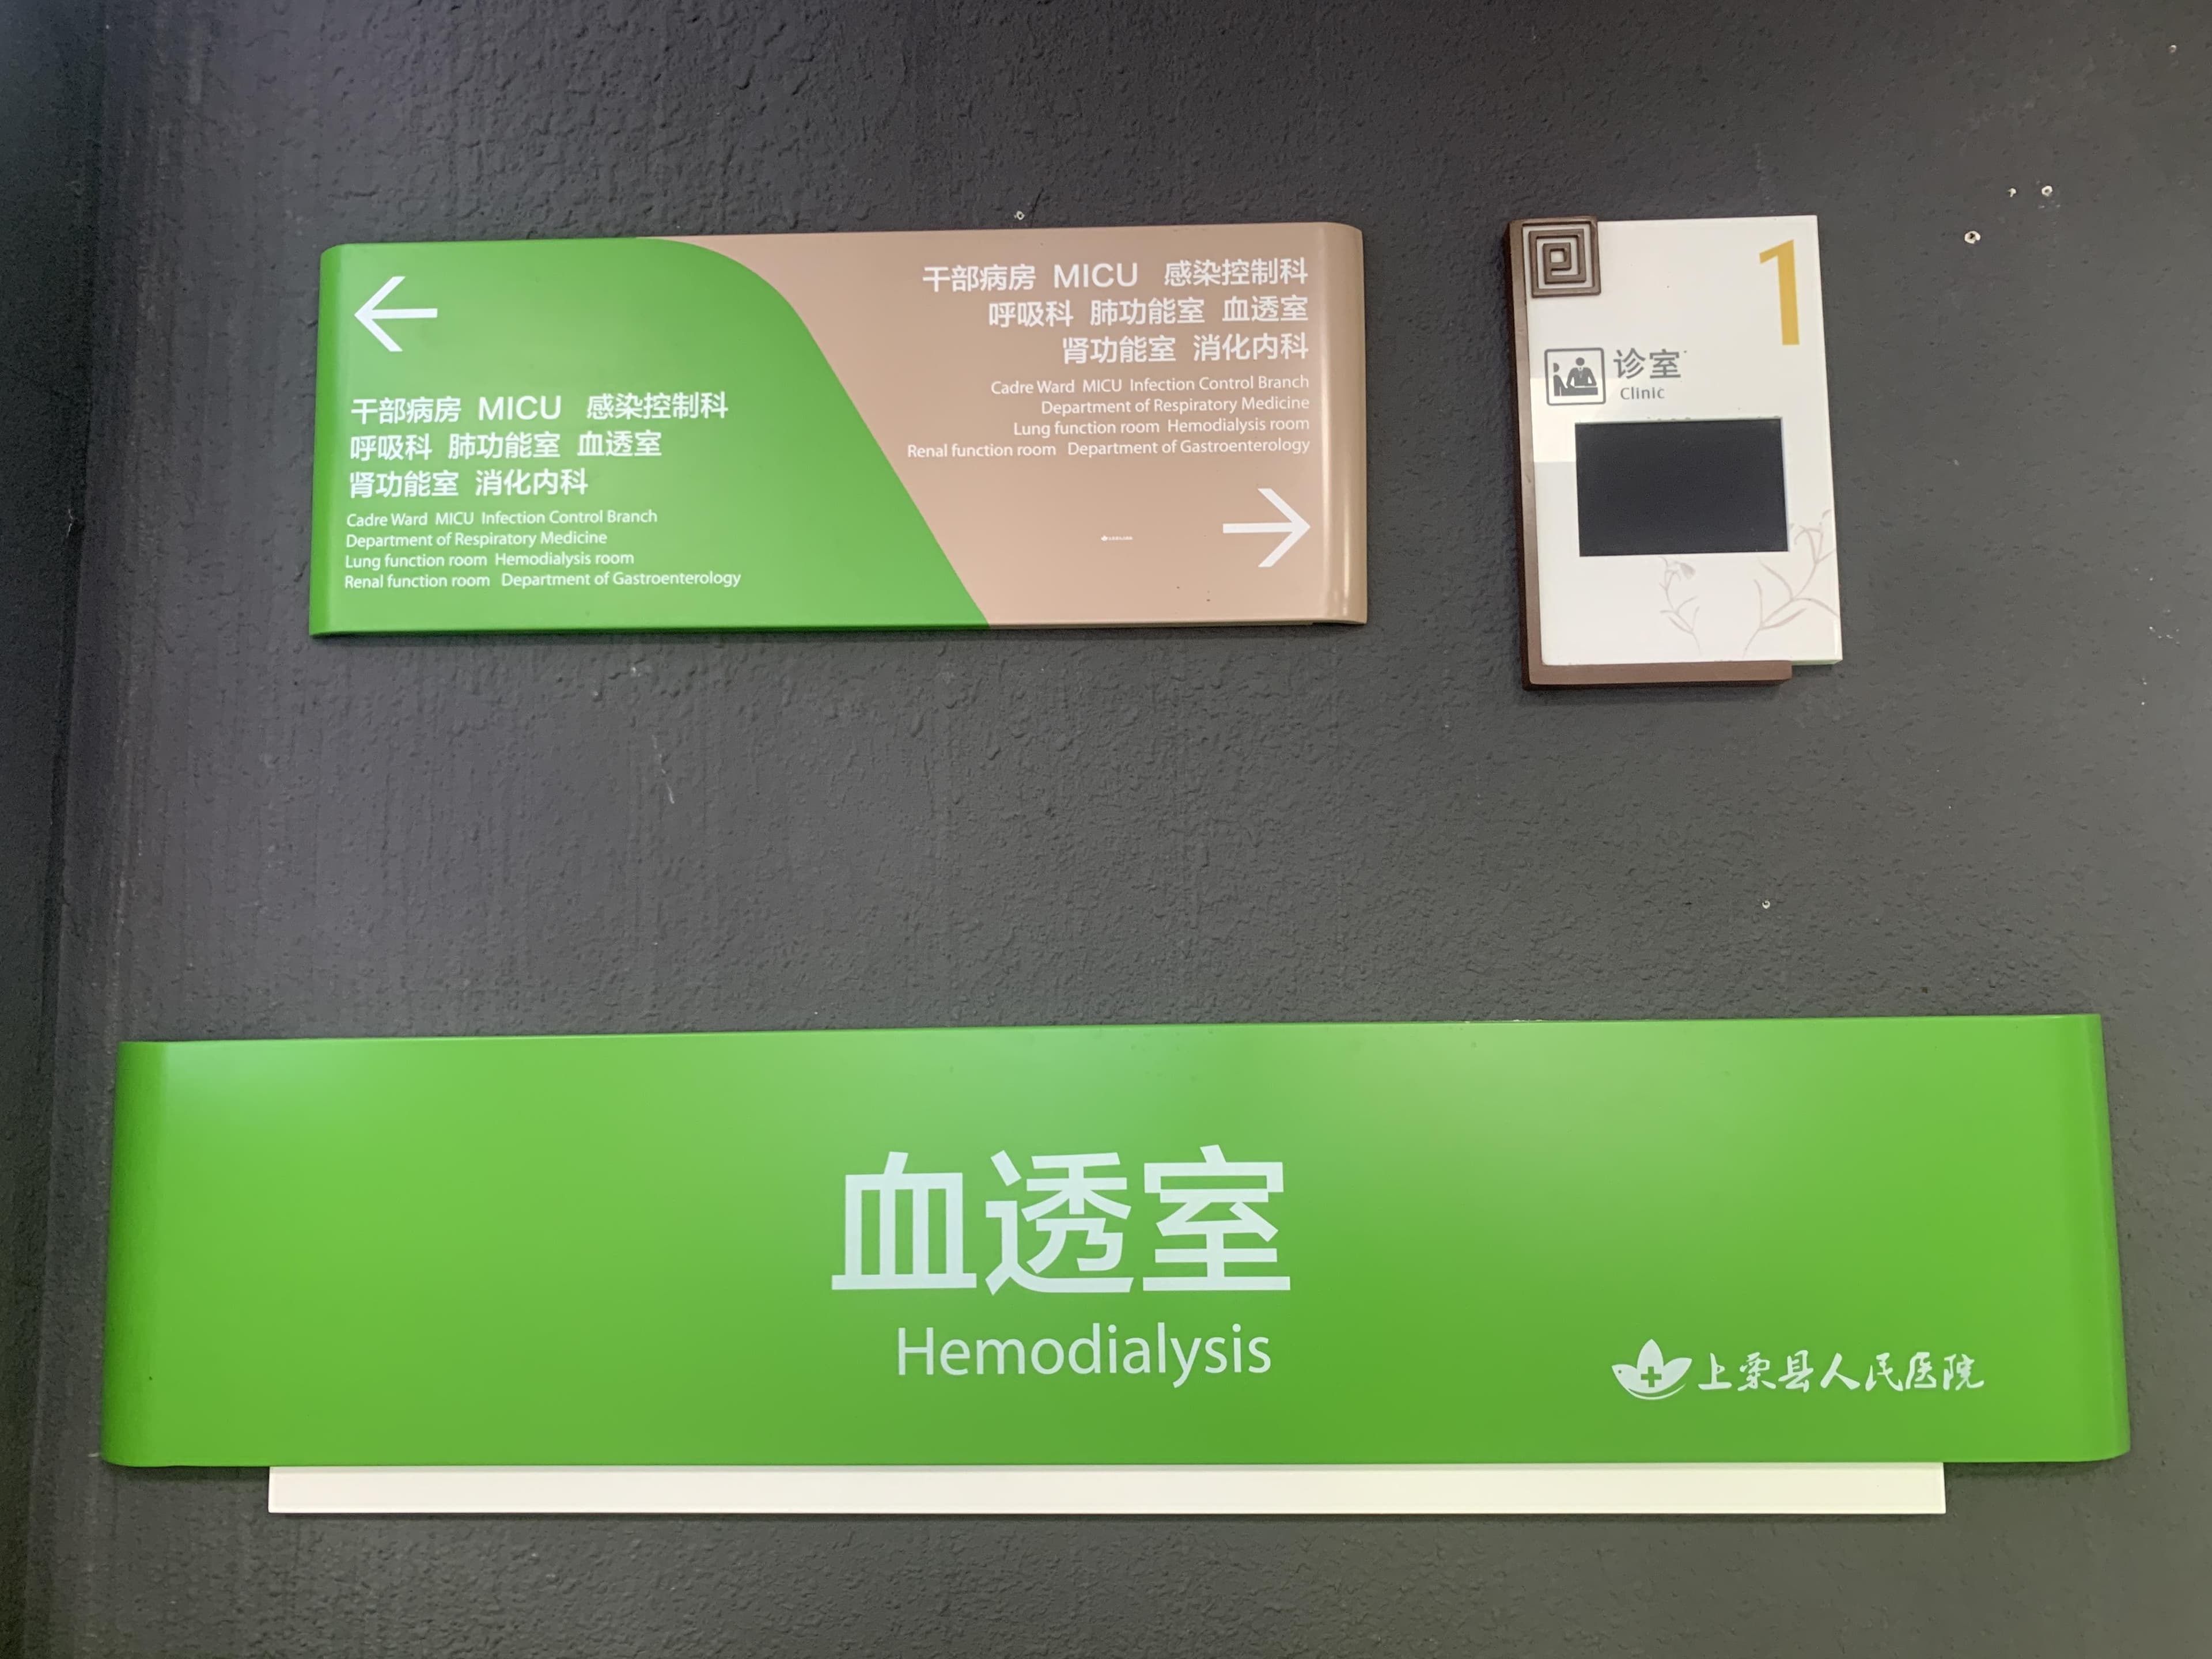 干部病房 MICU 感染控制科
呼吸科 肺功能室 血透室
肾功能室 消化内科
Cadre Ward MICU Infection Control Branch
Department of Respiratory Medicine
Lung function room Hemodialysis room
Renal function room Department of Gastroenterology
干部病房 MICU 感染控制科
呼吸科 肺功能室 血透室
肾功能室 消化内科
Cadre Ward MICU Infection Control Branch
Department of Respiratory Medicine
Lung function room Hemodialysis room
Renal function room Department of Gastroenterology
1
诊室
Clinic
血透室
Hemodialysis
上栗县人民医院